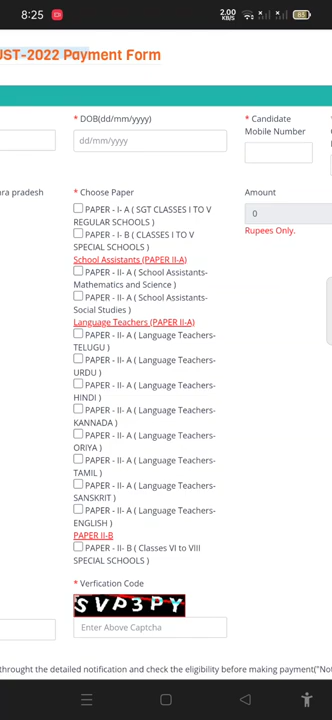 8:25
2.00
KB/S
85
UST-2022 Payment Form
* DOB(dd/mm/yyyy)
* Candidate
Mobile Number
dd/mm/yyyy
hra pradesh
* Choose Paper
Amount
PAPER - I- A ( SGT CLASSES I TO V
REGULAR SCHOOLS )
0
PAPER - I- B ( CLASSES I TO V
SPECIAL SCHOOLS )
Rupees Only.
School Assistants (PAPER II-A)
PAPER - II- A ( School Assistants-
Mathematics and Science )
PAPER - II- A ( School Assistants-
Social Studies )
Language Teachers (PAPER II-A)
PAPER - II- A ( Language Teachers-
TELUGU )
PAPER - II- A ( Language Teachers-
URDU )
PAPER - II- A ( Language Teachers-
HINDI )
PAPER - II- A ( Language Teachers-
KANNADA )
PAPER - II- A ( Language Teachers-
ORIYA )
PAPER - II- A ( Language Teachers-
TAMIL )
PAPER - II- A ( Language Teachers-
SANSKRIT )
PAPER - II- A ( Language Teachers-
ENGLISH )
PAPER II-B
PAPER - II- B ( Classes VI to VIII
SPECIAL SCHOOLS )
* Verfication Code
SVP3PY
Enter Above Captcha
throught the detailed notification and check the eligibility before making payment("Not